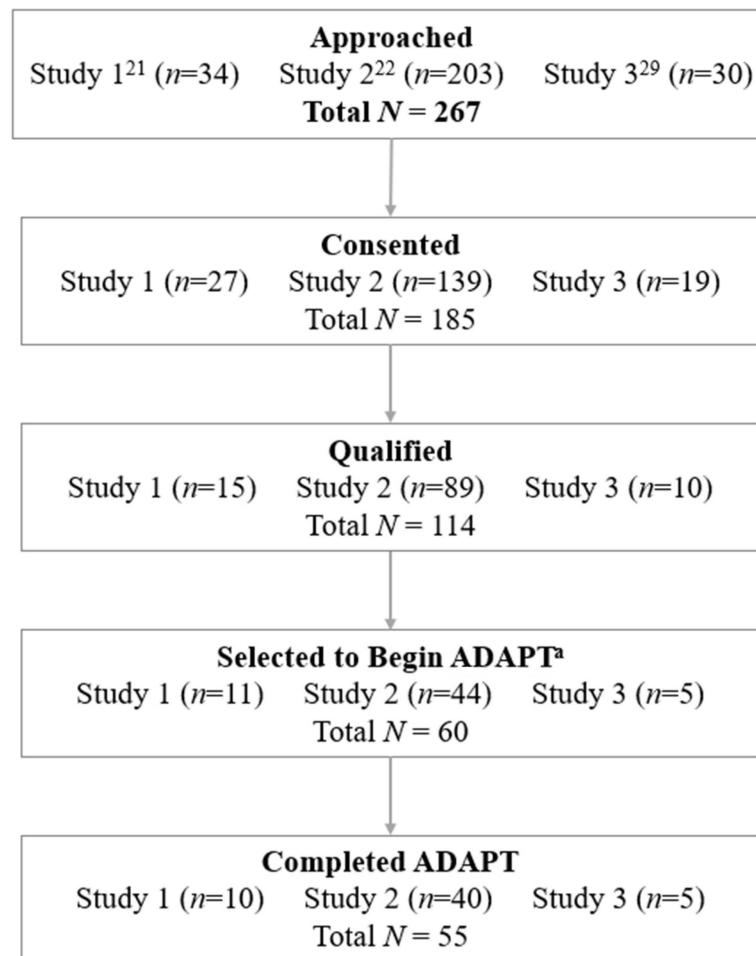 Approached
Study 1²¹ (n=34) Study 2²² (n=203) Study 3²⁹ (n=30)
Total N = 267
Consented
Study 1 (n=27) Study 2 (n=139) Study 3 (n=19)
Total N = 185
Qualified
Study 1 (n=15) Study 2 (n=89) Study 3 (n=10)
Total N = 114
Selected to Begin ADAPTᵃ
Study 1 (n=11) Study 2 (n=44) Study 3 (n=5)
Total N = 60
Completed ADAPT
Study 1 (n=10) Study 2 (n=40) Study 3 (n=5)
Total N = 55